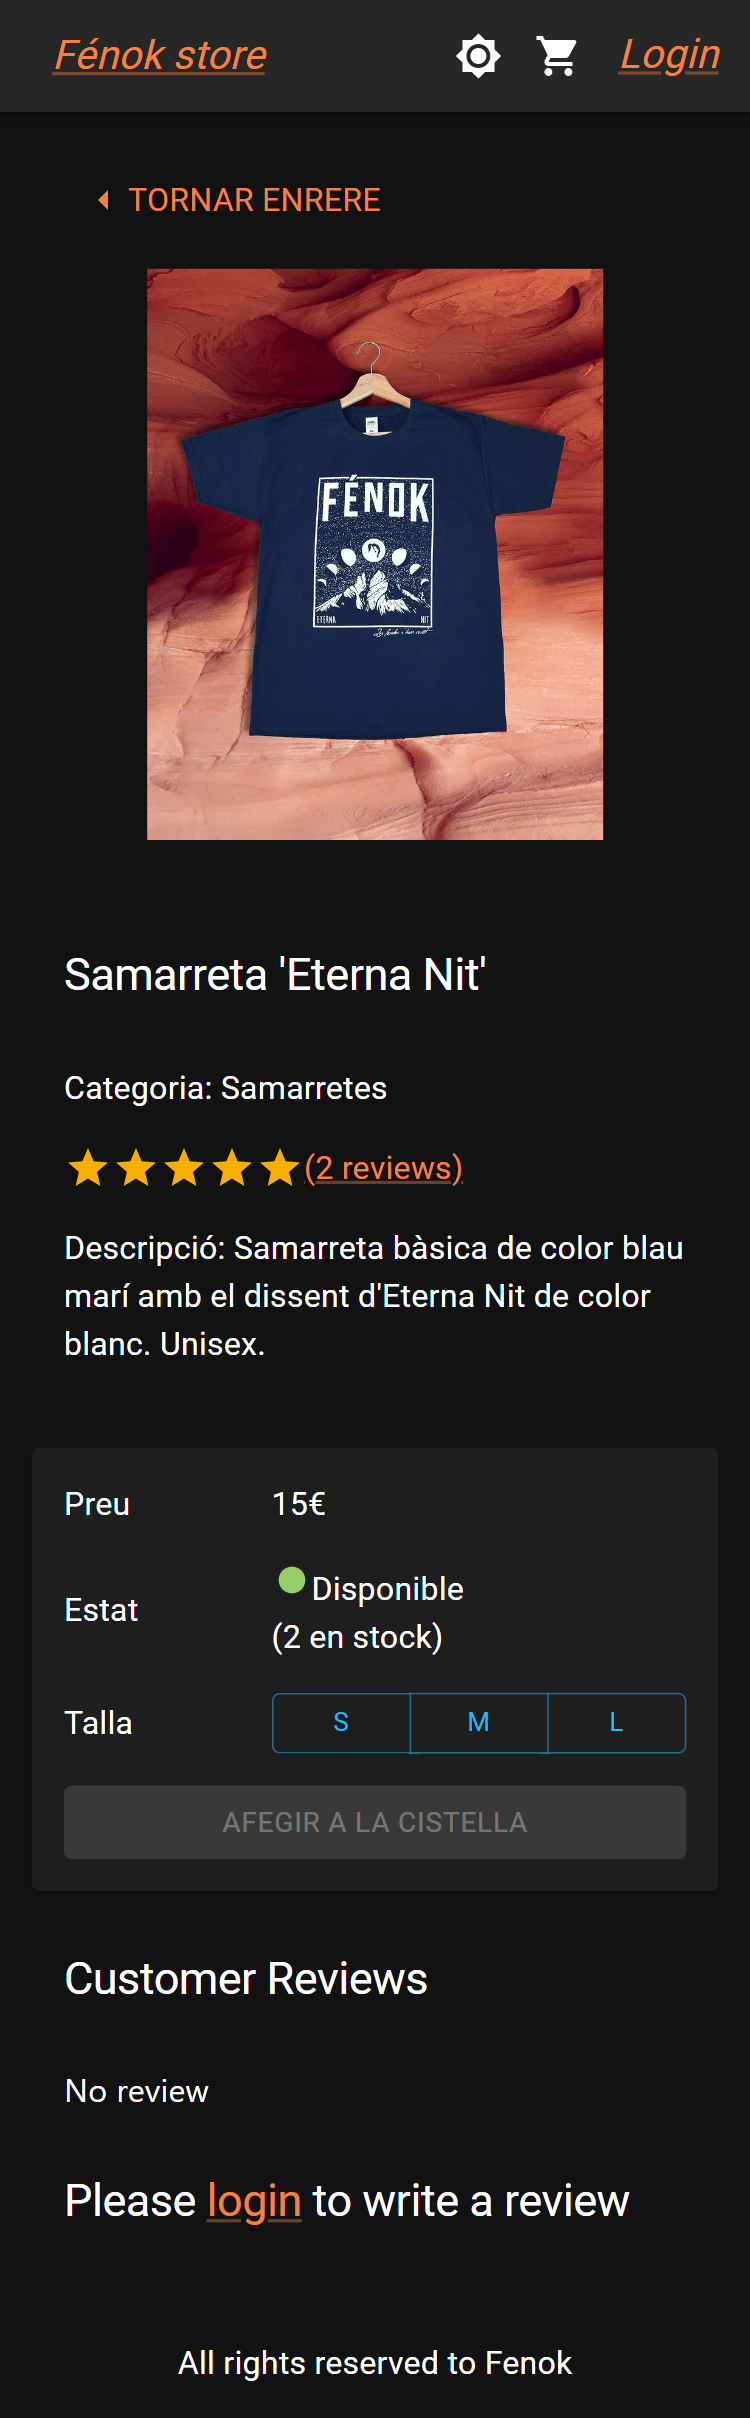 Fénok store
Login
TORNAR ENRERE
FÉNOK
ETERNA NIT
Samarreta 'Eterna Nit'
Categoria: Samarretes
(2 reviews)
Descripció: Samarreta bàsica de color blau
marí amb el dissent d'Eterna Nit de color
blanc. Unisex.
Preu 15€
Estat Disponible
(2 en stock)
Talla S M L
AFEGIR A LA CISTELLA
Customer Reviews
No review
Please login to write a review
All rights reserved to Fenok